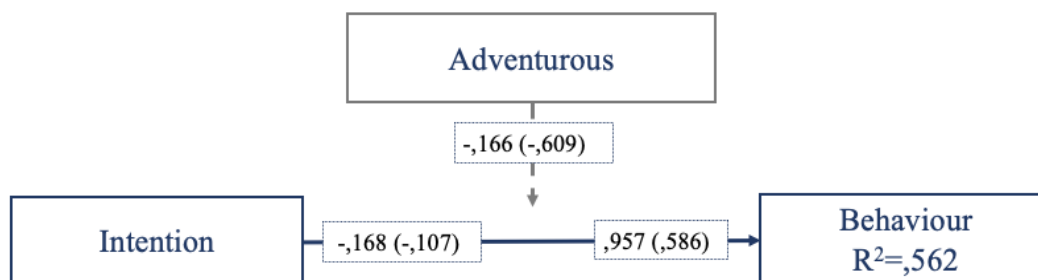 Adventurous
-,166 (-,609)
Intention
-,168 (-,107)
,957 (,586)
Behaviour
R²=,562